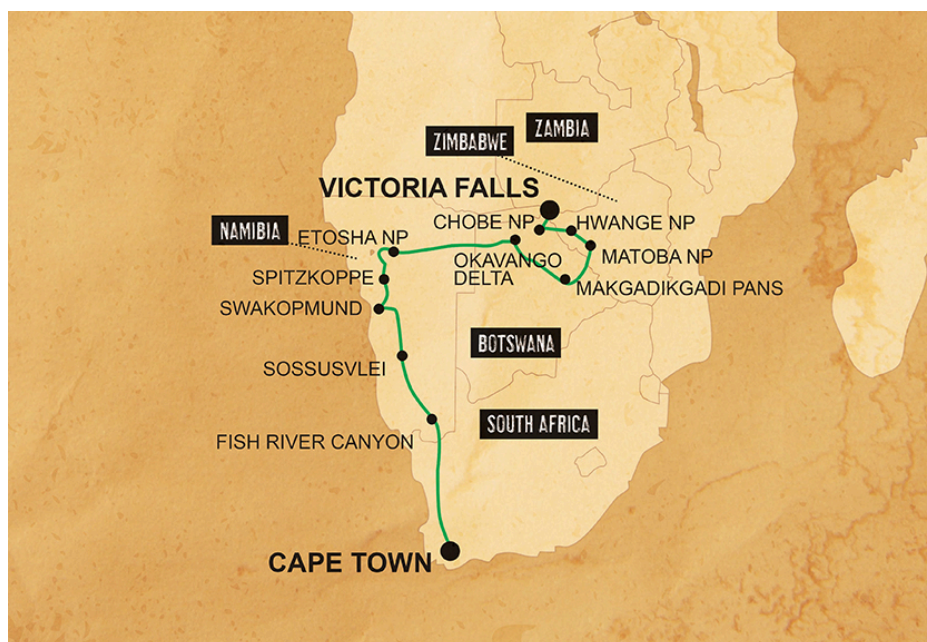 ZAMBIA
ZIMBABWE
VICTORIA FALLS
NAMIBIA
CHOBE NP
HWANGE NP
ETOSHA NP
OKAVANGO
DELTA
MATOBA NP
SPITZKOPPE
MAKGADIKGADI PANS
SWAKOPMUND
BOTSWANA
SOSSUSVLEI
SOUTH AFRICA
FISH RIVER CANYON
CAPE TOWN